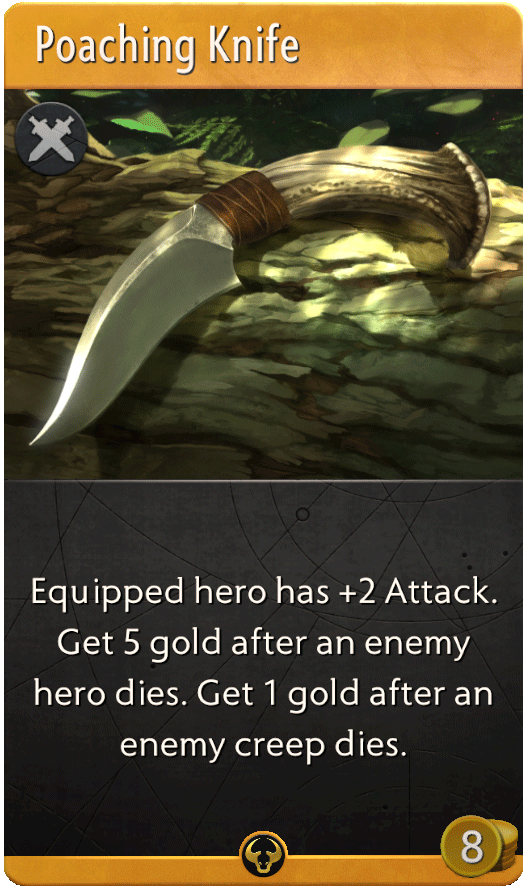 Poaching Knife
Equipped hero has +2 Attack.
Get 5 gold after an enemy
hero dies. Get 1 gold after an
enemy creep dies.
8